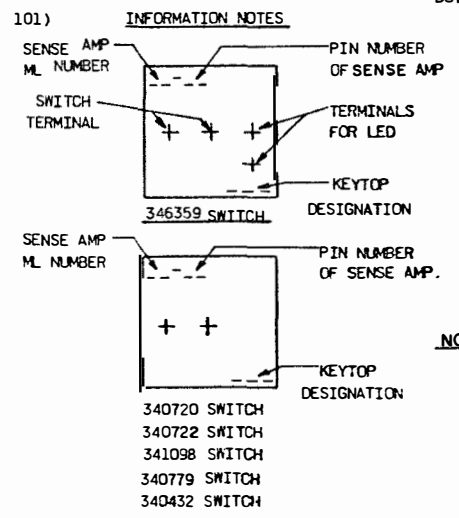 101) INFORMATION NOTES
SENSE AMP
ML NUMBER
PIN NUMBER
OF SENSE AMP
SWITCH
TERMINAL
TERMINALS
FOR LED
KEYTOP
DESIGNATION
346359 SWITCH
SENSE AMP
ML NUMBER
PIN NUMBER
OF SENSE AMP.
KEYTOP
DESIGNATION
340720 SWITCH
340722 SWITCH
341098 SWITCH
340779 SWITCH
340432 SWITCH